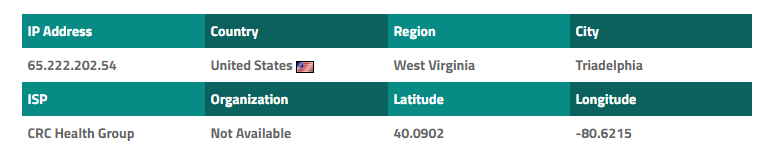 IP Address Country Region City
65.222.202.54 United States West Virginia Triadelphia
ISP Organization Latitude Longitude
CRC Health Group Not Available 40.0902 -80.6215